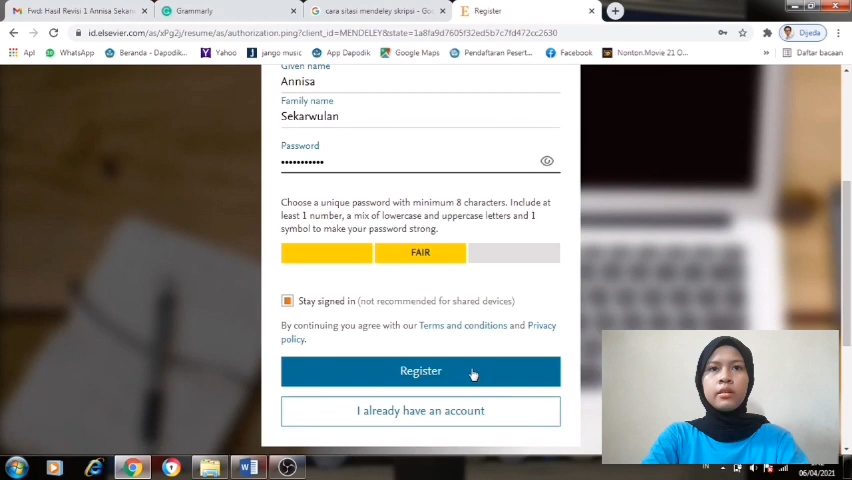 Fwd: Hasil Revisi 1 Annisa Sekar
Grammarly
cara sitasi mendeley skripsi - Go
Register
id.elsevier.com/as/xPg2j/resume/as/authorization.ping?client_id=MENDELEY&state=1a8fa9d7605f32ed5b7c7fd472cc2630
Dijeda
Apl
WhatsApp
Beranda - Dapodik...
Yahoo
jango music
App Dapodik
Google Maps
Pendaftaran Pesert...
Facebook
Nonton.Movie 21 O...
Daftar bacaan
Given name
Annisa
Family name
Sekarwulan
Password
Choose a unique password with minimum 8 characters. Include at
least 1 number, a mix of lowercase and uppercase letters and 1
symbol to make your password strong.
FAIR
Stay signed in (not recommended for shared devices)
By continuing you agree with our Terms and conditions and Privacy
policy.
Register
I already have an account
IN
06/04/2021